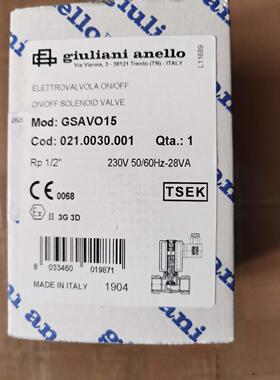 giuliani anello
Via Vienna, 3 - 38121 Trento (TN) - ITALY
L11689
ELETTROVALVOLA ON/OFF
ON/OFF SOLENOID VALVE
Mod: GSAVO15
Cod: 021.0030.001 Qta.: 1
Rp 1/2" 230V 50/60Hz-28VA
CE 0068
TSEK
Ex II 3G 3D
8 033460 019871
MADE IN ITALY 1904